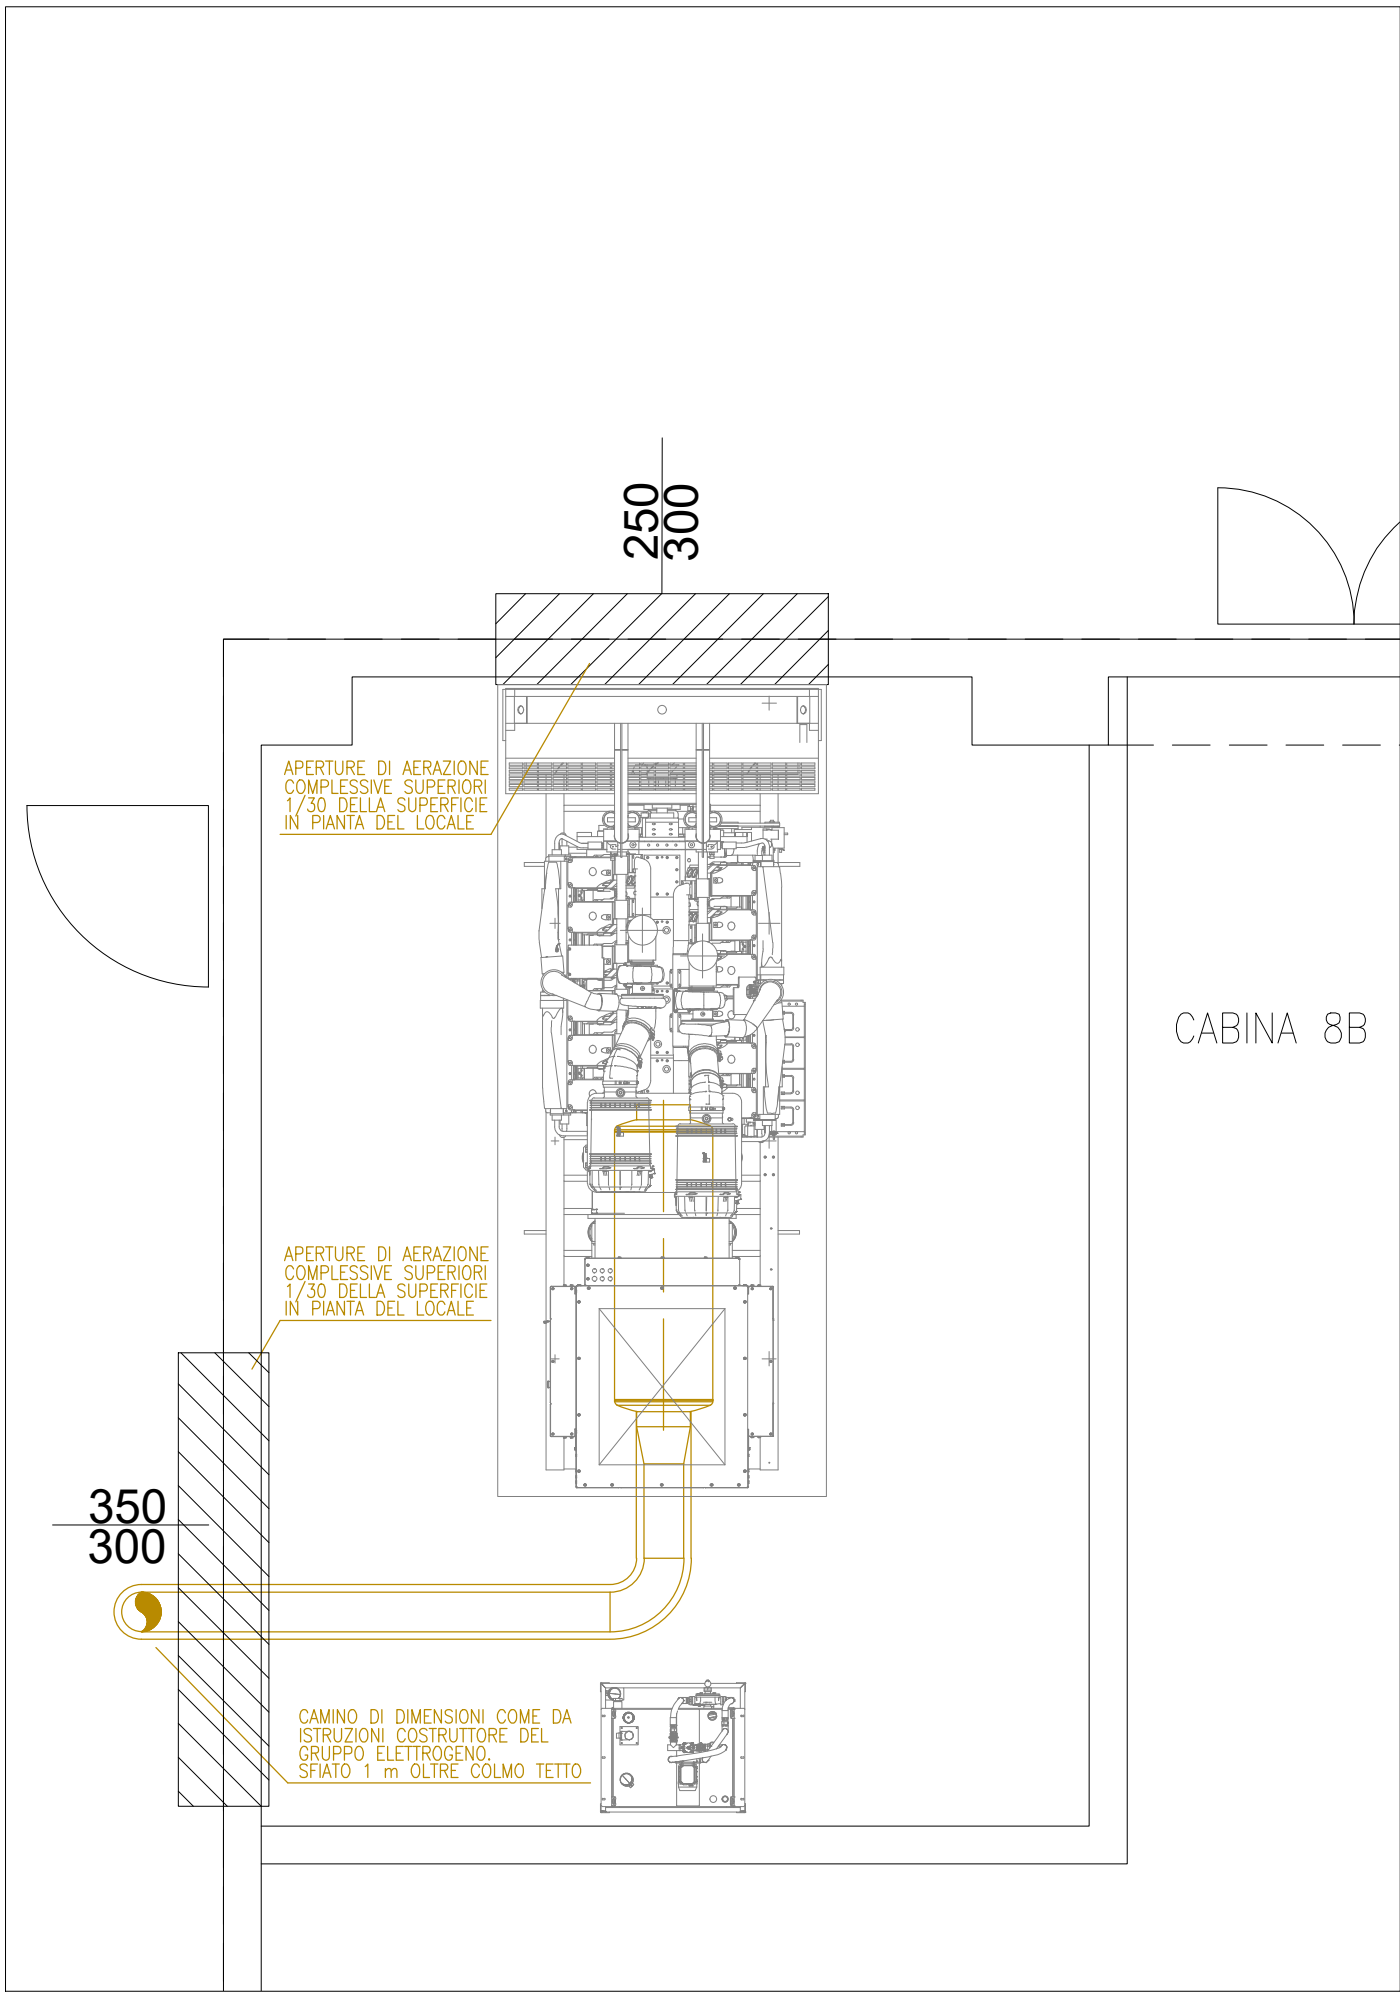 250
300
APERTURE DI AERAZIONE
COMPLESSIVE SUPERIORI
1/30 DELLA SUPERFICIE
IN PIANTA DEL LOCALE
CABINA 8B
APERTURE DI AERAZIONE
COMPLESSIVE SUPERIORI
1/30 DELLA SUPERFICIE
IN PIANTA DEL LOCALE
350
300
CAMINO DI DIMENSIONI COME DA
ISTRUZIONI COSTRUTTORE DEL
GRUPPO ELETTROGENO.
SFIATO 1 m OLTRE COLMO TETTO